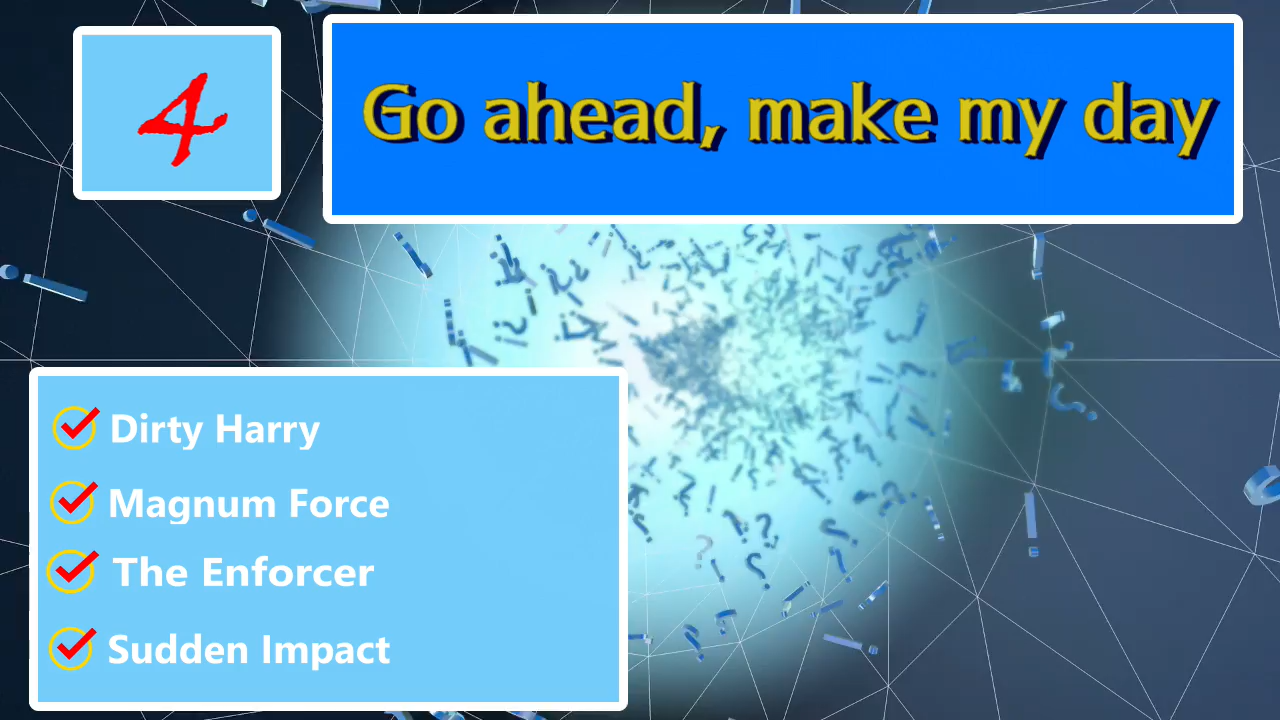 4
Go ahead, make my day
Dirty Harry
Magnum Force
The Enforcer
Sudden Impact